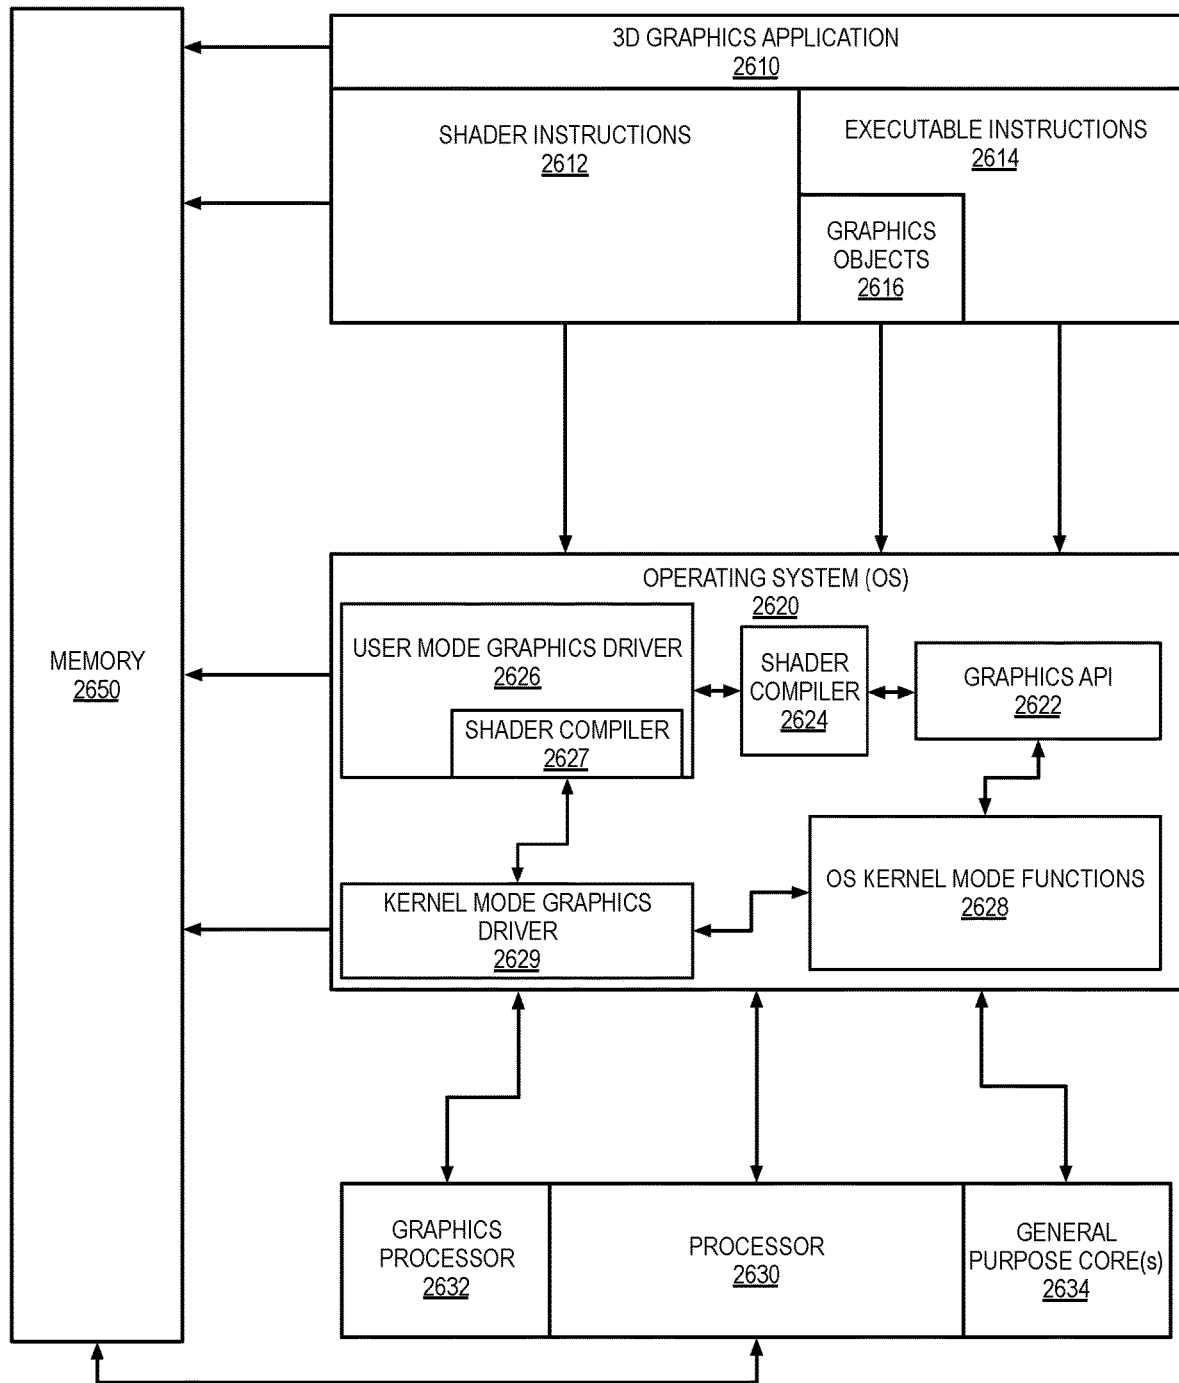 3D GRAPHICS APPLICATION
2610
SHADER INSTRUCTIONS
2612
EXECUTABLE INSTRUCTIONS
2614
GRAPHICS
OBJECTS
2616
MEMORY
2650
OPERATING SYSTEM (OS)
2620
USER MODE GRAPHICS DRIVER
2626
SHADER COMPILER
2627
SHADER
COMPILER
2624
GRAPHICS API
2622
KERNEL MODE GRAPHICS
DRIVER
2629
OS KERNEL MODE FUNCTIONS
2628
GRAPHICS
PROCESSOR
2632
PROCESSOR
2630
GENERAL
PURPOSE CORE(s)
2634